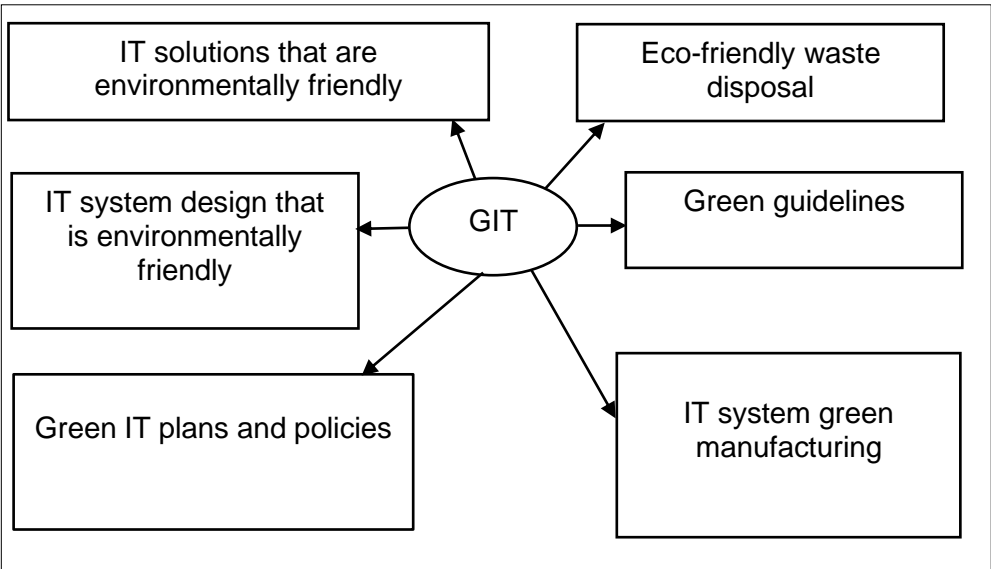 IT solutions that are
environmentally friendly
Eco-friendly waste
disposal
IT system design that
is environmentally
friendly
GIT
Green guidelines
Green IT plans and policies
IT system green
manufacturing